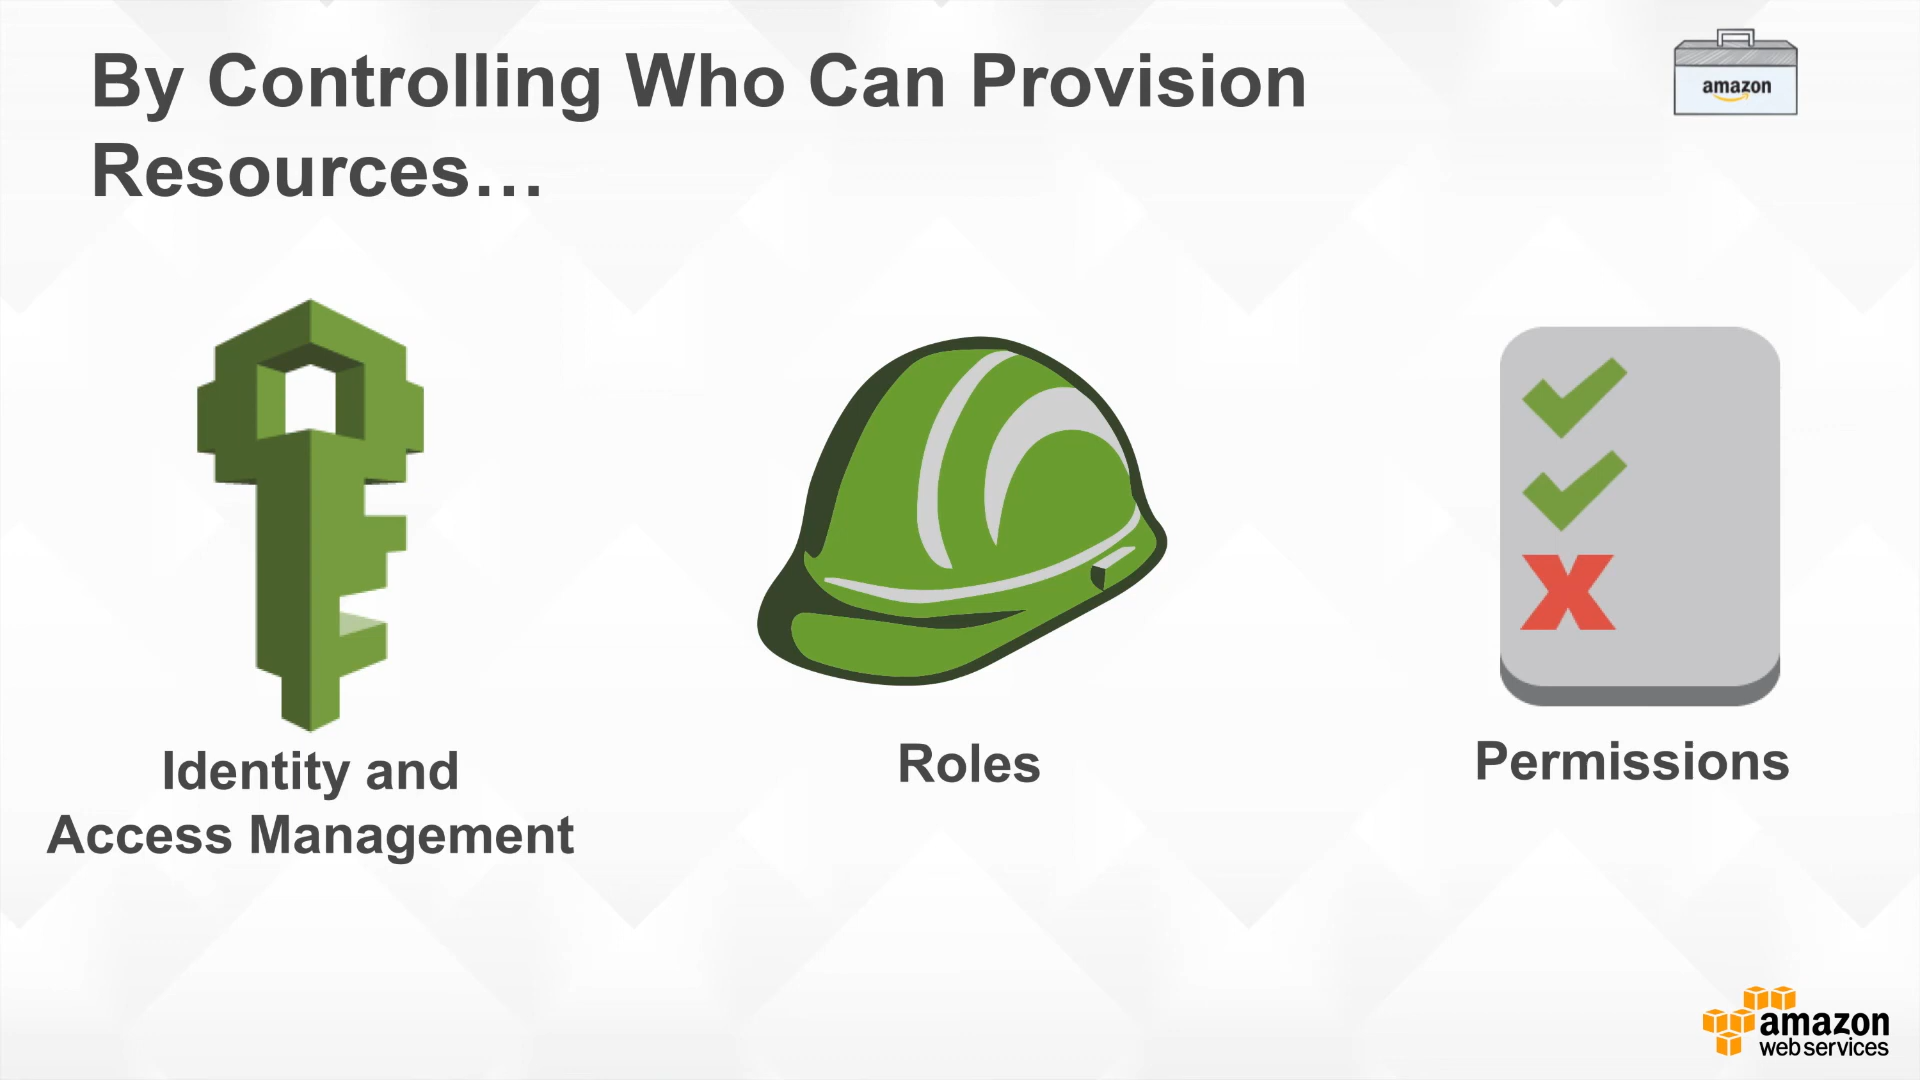 By Controlling Who Can Provision
Resources…
amazon
Identity and
Access Management
Roles
Permissions
amazon
web services